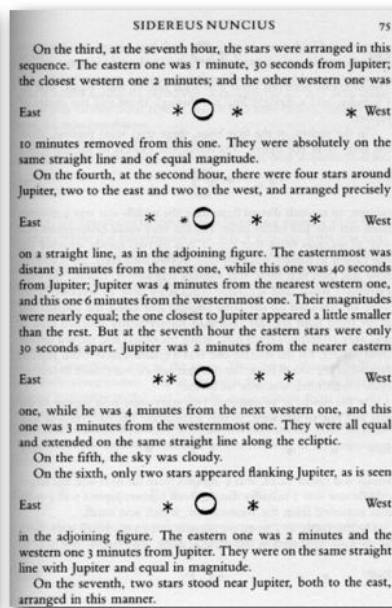 SIDEREUS NUNCIUS 75
On the third, at the seventh hour, the stars were arranged in this
sequence. The eastern one was 1 minute, 30 seconds from Jupiter;
the closest western one 2 minutes; and the other western one was
East * O * * West
10 minutes removed from this one. They were absolutely on the
same straight line and of equal magnitude.
On the fourth, at the second hour, there were four stars around
Jupiter, two to the east and two to the west, and arranged precisely
East * * O * * West
on a straight line, as in the adjoining figure. The easternmost was
distant 3 minutes from the next one, while this one was 40 seconds
from Jupiter; Jupiter was 4 minutes from the nearest western one,
and this one 6 minutes from the westernmost one. Their magnitudes
were nearly equal; the one closest to Jupiter appeared a little smaller
than the rest. But at the seventh hour the eastern stars were only
30 seconds apart. Jupiter was 2 minutes from the nearer eastern
East ** O * * West
one, while he was 4 minutes from the next western one, and this
one was 3 minutes from the westernmost one. They were all equal
and extended on the same straight line along the ecliptic.
On the fifth, the sky was cloudy.
On the sixth, only two stars appeared flanking Jupiter, as is seen
East * O * West
in the adjoining figure. The eastern one was 2 minutes and the
western one 3 minutes from Jupiter. They were on the same straight
line with Jupiter and equal in magnitude.
On the seventh, two stars stood near Jupiter, both to the east,
arranged in this manner.